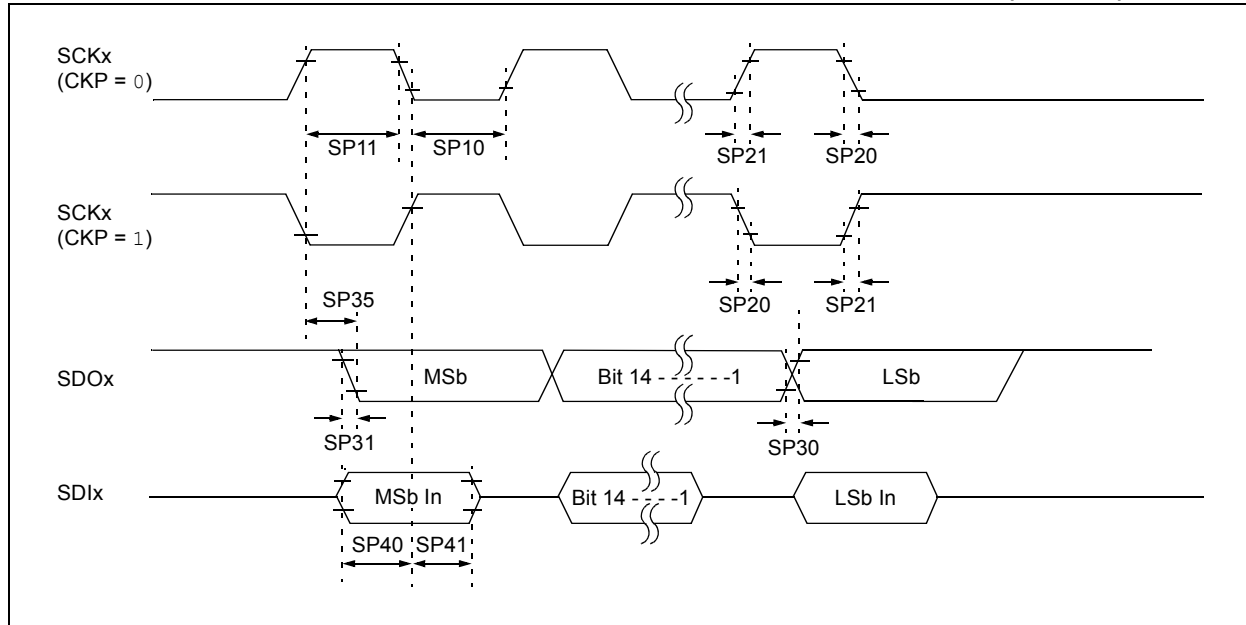 SCKx
(CKP = 0)
SP11
SP10
SP21
SP20
SCKx
(CKP = 1)
SP20
SP21
SP35
SDOx
MSb
Bit 14 - - - - - -1
LSb
SP31
SP30
SDIx
MSb In
Bit 14 - - - - -1
LSb In
SP40
SP41